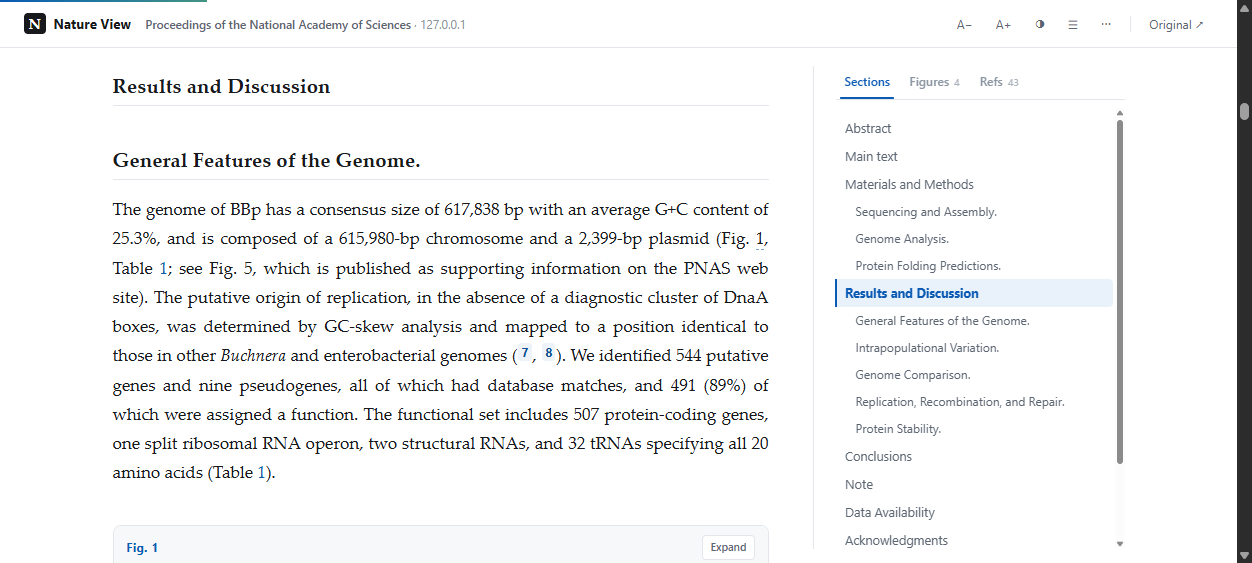 N Nature View Proceedings of the National Academy of Sciences · 127.0.0.1 A− A+ ··· Original ↗
Results and Discussion
General Features of the Genome.
The genome of BBp has a consensus size of 617,838 bp with an average G+C content of
25.3%, and is composed of a 615,980-bp chromosome and a 2,399-bp plasmid (Fig. 1,
Table 1; see Fig. 5, which is published as supporting information on the PNAS web
site). The putative origin of replication, in the absence of a diagnostic cluster of DnaA
boxes, was determined by GC-skew analysis and mapped to a position identical to
those in other Buchnera and enterobacterial genomes (7, 8). We identified 544 putative
genes and nine pseudogenes, all of which had database matches, and 491 (89%) of
which were assigned a function. The functional set includes 507 protein-coding genes,
one split ribosomal RNA operon, two structural RNAs, and 32 tRNAs specifying all 20
amino acids (Table 1).
Fig. 1 Expand
Sections Figures 4 Refs 43
Abstract
Main text
Materials and Methods
Sequencing and Assembly.
Genome Analysis.
Protein Folding Predictions.
Results and Discussion
General Features of the Genome.
Intrapopulational Variation.
Genome Comparison.
Replication, Recombination, and Repair.
Protein Stability.
Conclusions
Note
Data Availability
Acknowledgments